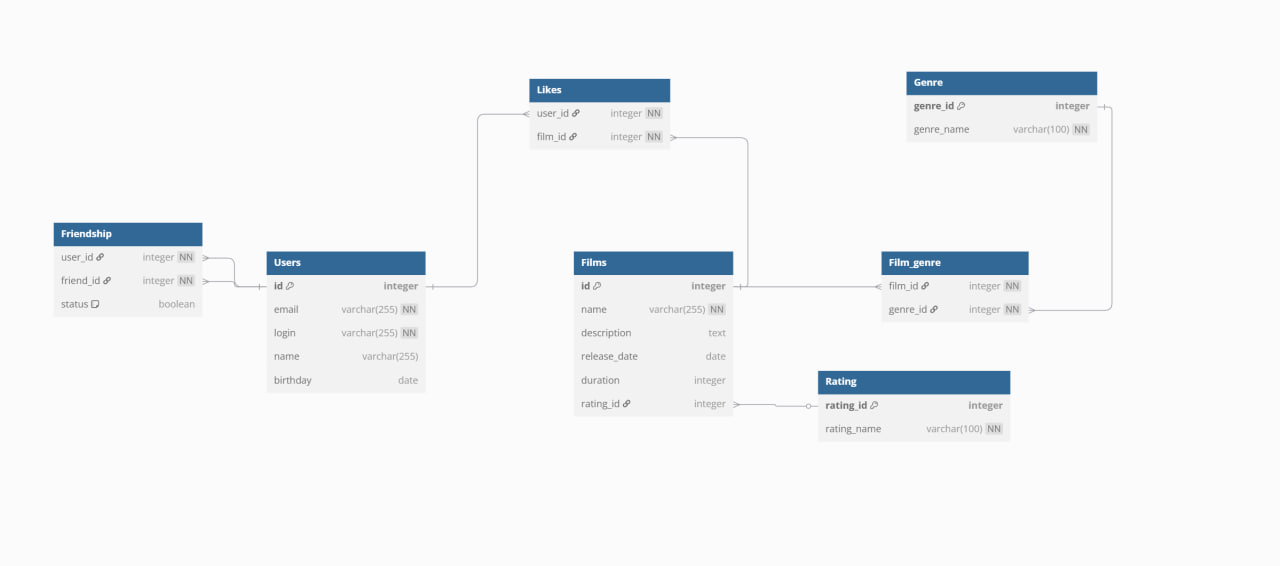 Likes
user_id integer NN
film_id integer NN
Genre
genre_id integer
genre_name varchar(100) NN
Friendship
user_id integer NN
friend_id integer NN
status boolean
Users
id integer
email varchar(255) NN
login varchar(255) NN
name varchar(255)
birthday date
Films
id integer
name varchar(255) NN
description text
release_date date
duration integer
rating_id integer
Film_genre
film_id integer NN
genre_id integer NN
Rating
rating_id integer
rating_name varchar(100) NN